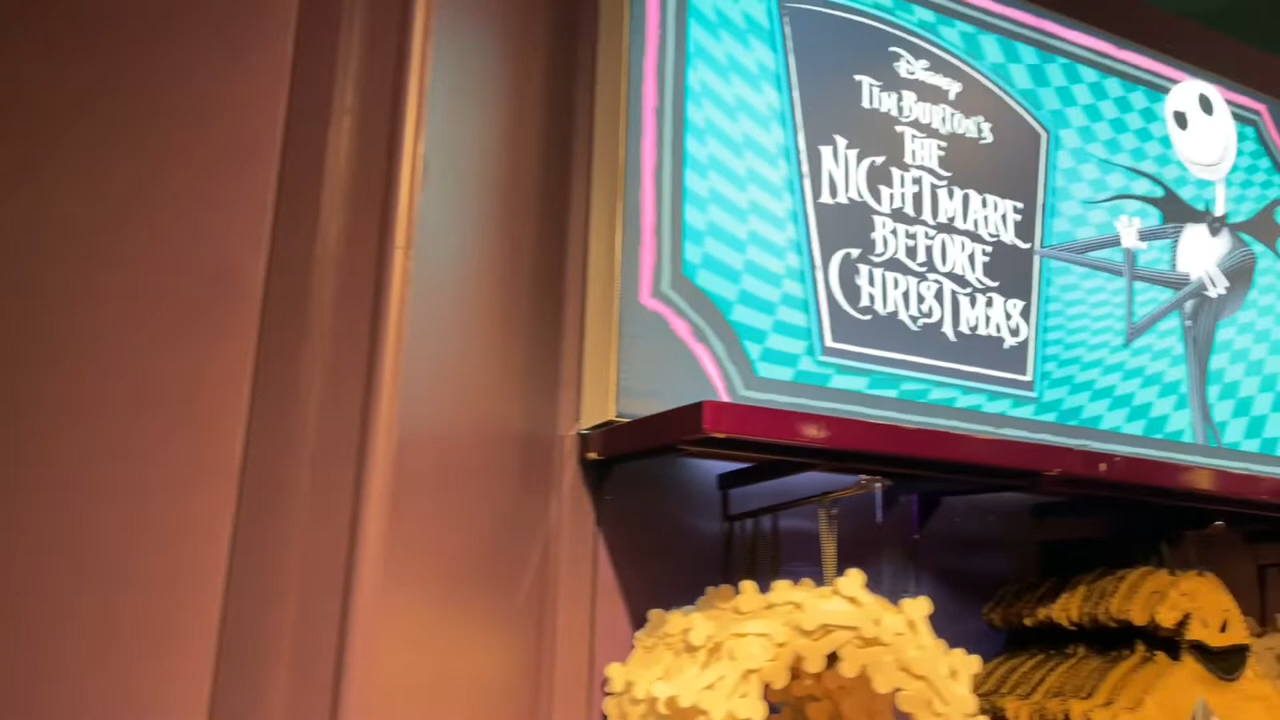 Disney
TIM BURTON'S
THE
NIGHTMARE
BEFORE
CHRISTMAS